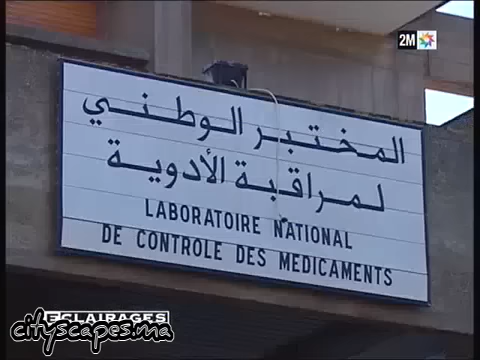 2M
المختبر الوطني
لمراقبة الأدوية
LABORATOIRE NATIONAL
DE CONTROLE DES MEDICAMENTS
ECLAIRAGES
cityscapes.ma